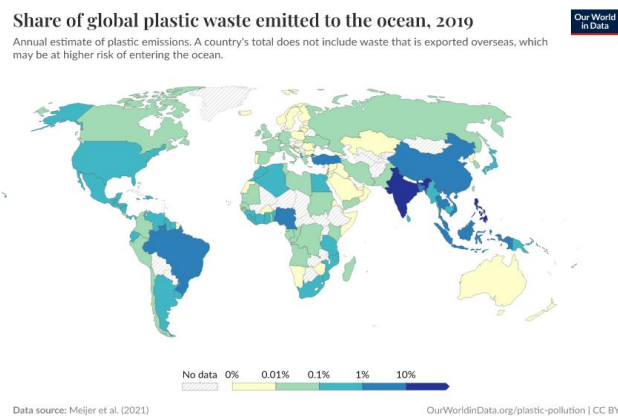 Share of global plastic waste emitted to the ocean, 2019
Our World
in Data
Annual estimate of plastic emissions. A country's total does not include waste that is exported overseas, which
may be at higher risk of entering the ocean.
No data 0% 0.01% 0.1% 1% 10%
Data source: Meijer et al. (2021)
OurWorldinData.org/plastic-pollution | CC BY